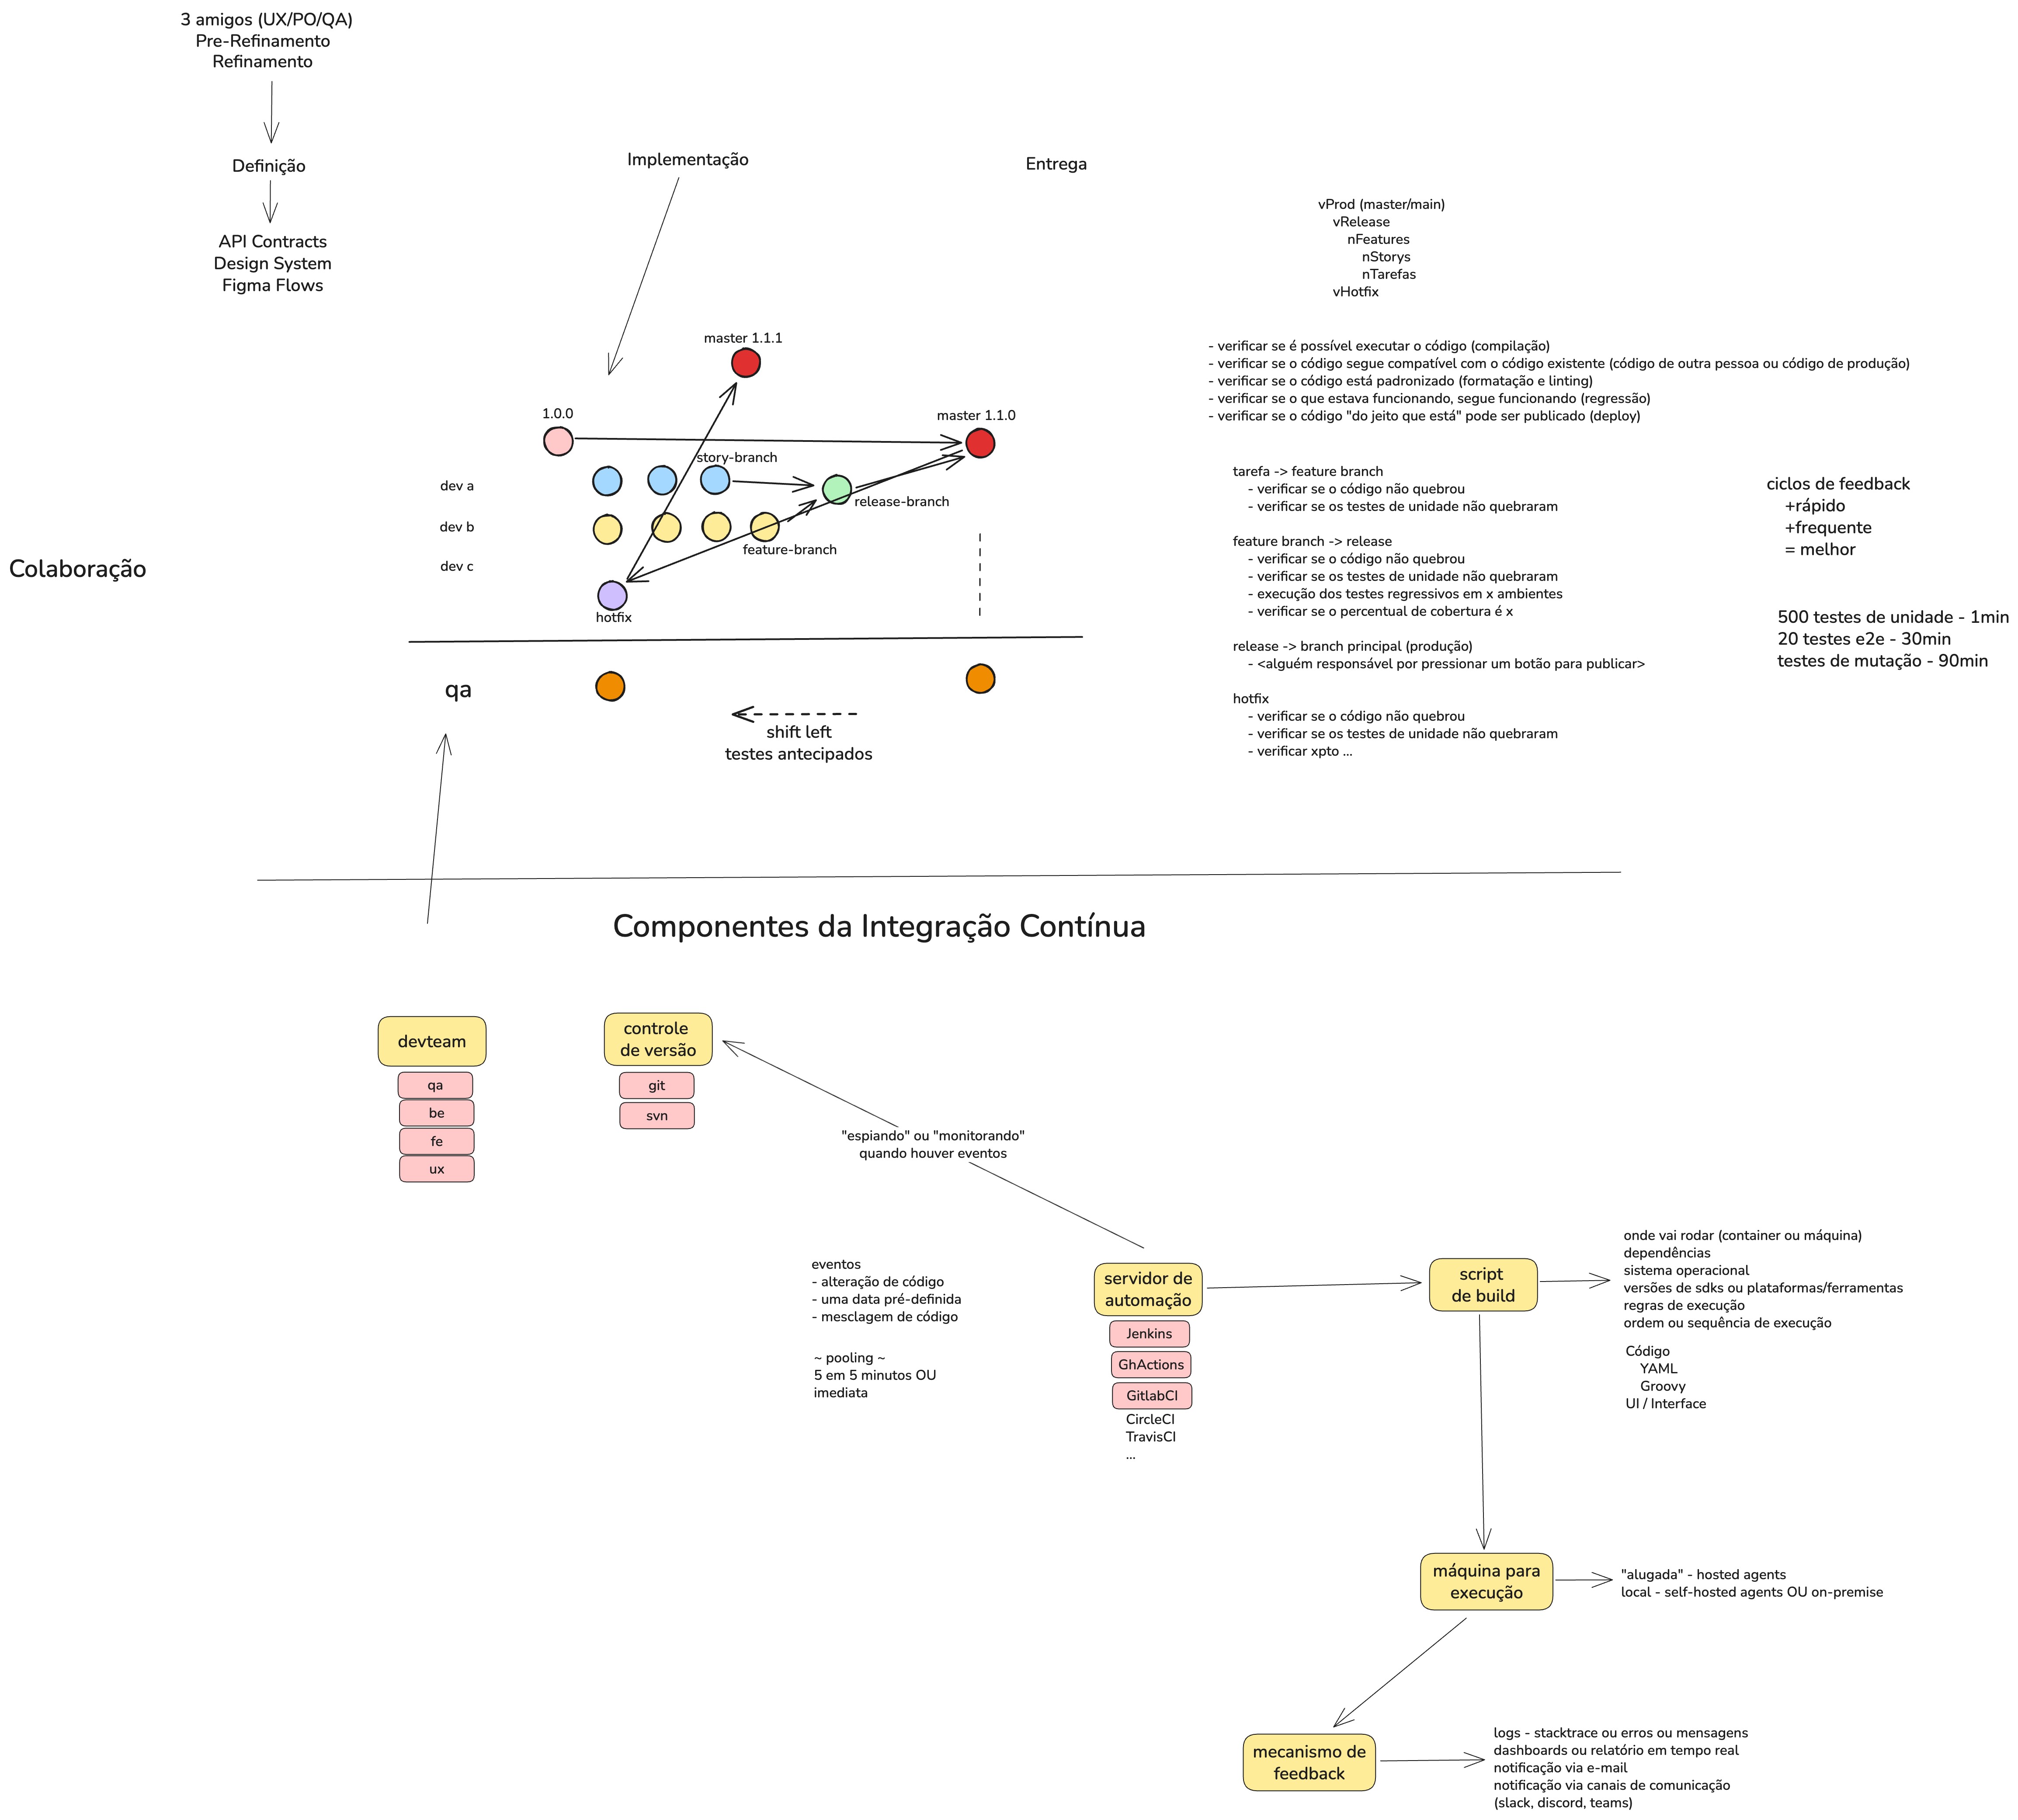 3 amigos (UX/PO/QA)
Pre-Refinamento
Refinamento
Definição
API Contracts
Design System
Figma Flows
Implementação
Entrega
vProd (master/main)
vRelease
nFeatures
nStorys
nTarefas
vHotfix
master 1.1.1
1.0.0
master 1.1.0
story-branch
dev a
release-branch
dev b
feature-branch
dev c
Colaboração
hotfix
qa
shift left
testes antecipados
- verificar se é possível executar o código (compilação)
- verificar se o código segue compatível com o código existente (código de outra pessoa ou código de produção)
- verificar se o código está padronizado (formatação e linting)
- verificar se o que estava funcionando, segue funcionando (regressão)
- verificar se o código "do jeito que está" pode ser publicado (deploy)
tarefa -> feature branch
- verificar se o código não quebrou
- verificar se os testes de unidade não quebraram
feature branch -> release
- verificar se o código não quebrou
- verificar se os testes de unidade não quebraram
- execução dos testes regressivos em x ambientes
- verificar se o percentual de cobertura é x
release -> branch principal (produção)
- <alguém responsável por pressionar um botão para publicar>
hotfix
- verificar se o código não quebrou
- verificar se os testes de unidade não quebraram
- verificar xpto ...
ciclos de feedback
+rápido
+frequente
= melhor
500 testes de unidade - 1min
20 testes e2e - 30min
testes de mutação - 90min
Componentes da Integração Contínua
devteam
qa
be
fe
ux
controle
de versão
git
svn
"espiando" ou "monitorando"
quando houver eventos
eventos
- alteração de código
- uma data pré-definida
- mesclagem de código
~ pooling ~
5 em 5 minutos OU
imediata
servidor de
automação
Jenkins
GhActions
GitlabCI
CircleCI
TravisCI
...
script
de build
onde vai rodar (container ou máquina)
dependências
sistema operacional
versões de sdks ou plataformas/ferramentas
regras de execução
ordem ou sequência de execução
Código
YAML
Groovy
UI / Interface
máquina para
execução
"alugada" - hosted agents
local - self-hosted agents OU on-premise
mecanismo de
feedback
logs - stacktrace ou erros ou mensagens
dashboards ou relatório em tempo real
notificação via e-mail
notificação via canais de comunicação
(slack, discord, teams)